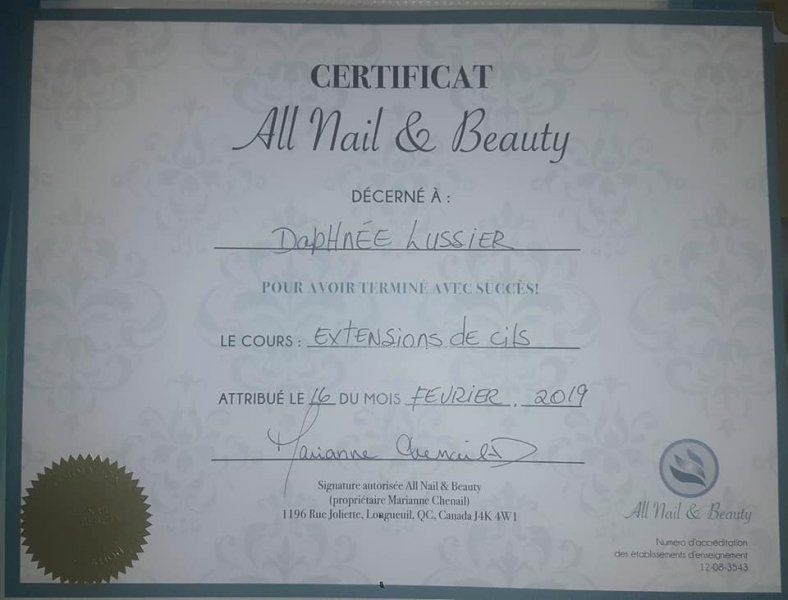 CERTIFICAT
All Nail & Beauty
DÉCERNÉ À :
DAPHNÉE LUSSIER
POUR AVOIR TERMINÉ AVEC SUCCÈS!
LE COURS : EXTENSIONS de cils
ATTRIBUÉ LE 16 DU MOIS FEVRIER, 2019
Marianne Chenail
Signature autorisée All Nail & Beauty
(propriétaire Marianne Chenail)
1196 Rue Joliette, Longueuil, QC, Canada J4K 4W1
All Nail & Beauty
Numéro d'accréditation
des établissements d'enseignement
12-08-3543